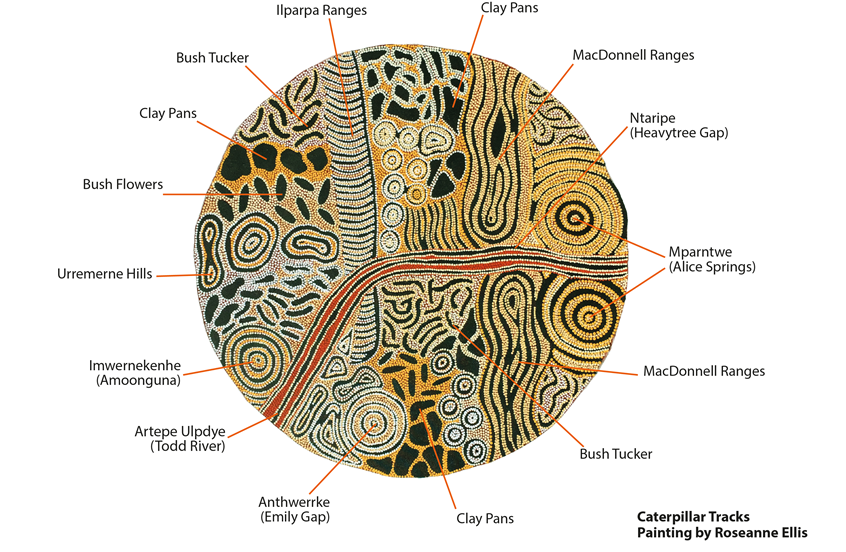 Ilparpa Ranges
Clay Pans
Bush Tucker
MacDonnell Ranges
Clay Pans
Ntaripe
(Heavytree Gap)
Bush Flowers
Mparntwe
(Alice Springs)
Urremerne Hills
Imwernekenhe
(Amoonguna)
MacDonnell Ranges
Artepe Ulpdye
(Todd River)
Bush Tucker
Anthwerrke
(Emily Gap)
Clay Pans
Caterpillar Tracks
Painting by Roseanne Ellis